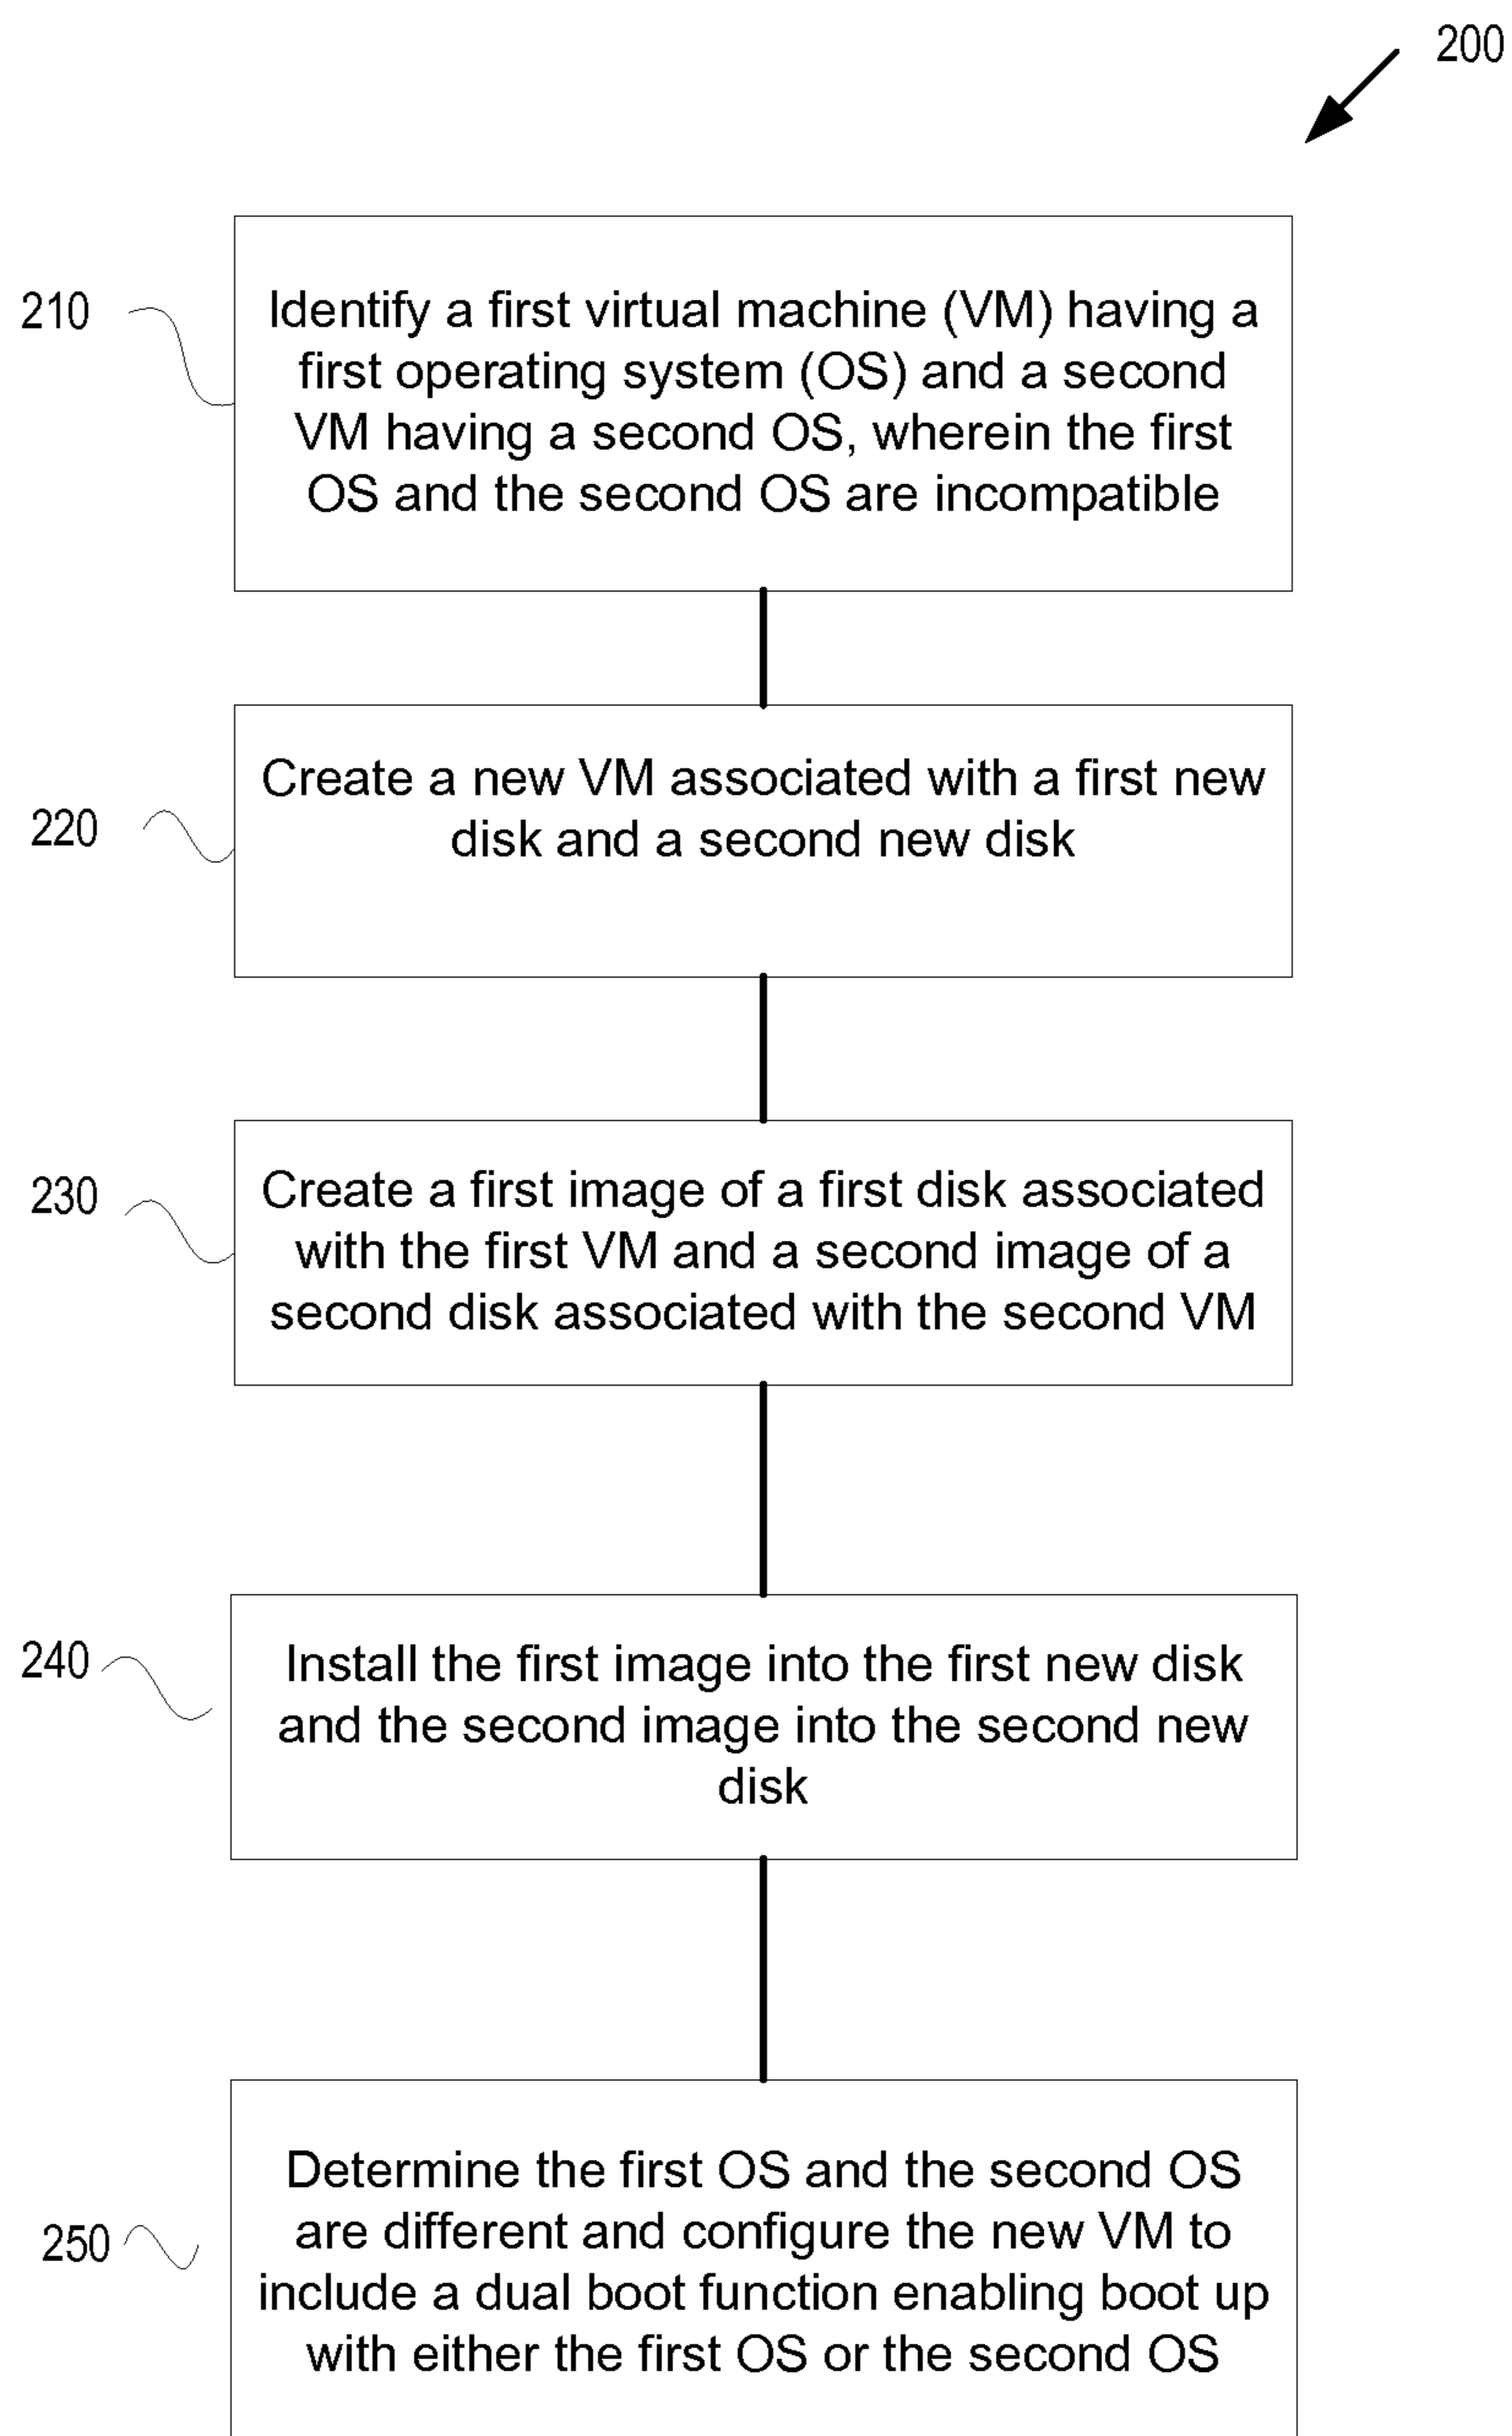 200
210
Identify a first virtual machine (VM) having a
first operating system (OS) and a second
VM having a second OS, wherein the first
OS and the second OS are incompatible
220
Create a new VM associated with a first new
disk and a second new disk
230
Create a first image of a first disk associated
with the first VM and a second image of a
second disk associated with the second VM
240
Install the first image into the first new disk
and the second image into the second new
disk
250
Determine the first OS and the second OS
are different and configure the new VM to
include a dual boot function enabling boot up
with either the first OS or the second OS